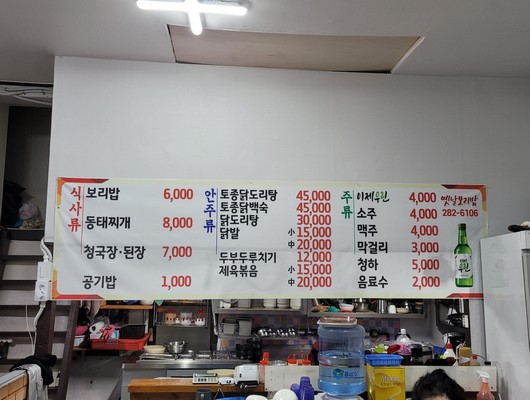 식사류
보리밥 6,000
동태찌개 8,000
청국장·된장 7,000
공기밥 1,000
안주류
토종닭도리탕 45,000
토종닭백숙 45,000
닭도리탕 30,000
닭발 小 15,000
中 20,000
두부두루치기 12,000
제육볶음 小 15,000
中 20,000
주류
이제우린 4,000
소주 4,000
맥주 4,000
막걸리 3,000
청하 5,000
음료수 2,000
옛날보리밥
282-6106